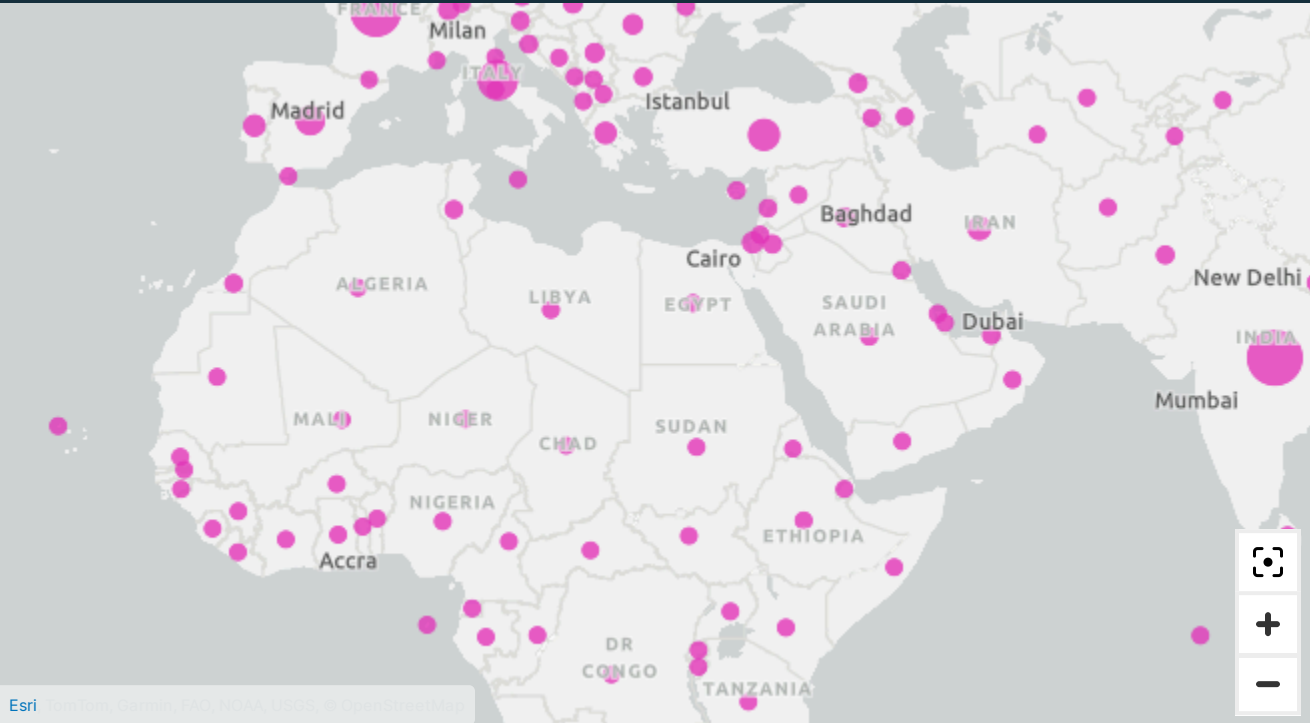 FRANCE
Milan
ITALY
Madrid
Istanbul
Baghdad
IRAN
Cairo
New Delhi
ALGERIA
LIBYA
EGYPT
SAUDI
ARABIA
Dubai
INDIA
Mumbai
MALI
NIGER
CHAD
SUDAN
NIGERIA
ETHIOPIA
Accra
DR
CONGO
TANZANIA
Esri TomTom, Garmin, FAO, NOAA, USGS, © OpenStreetMap